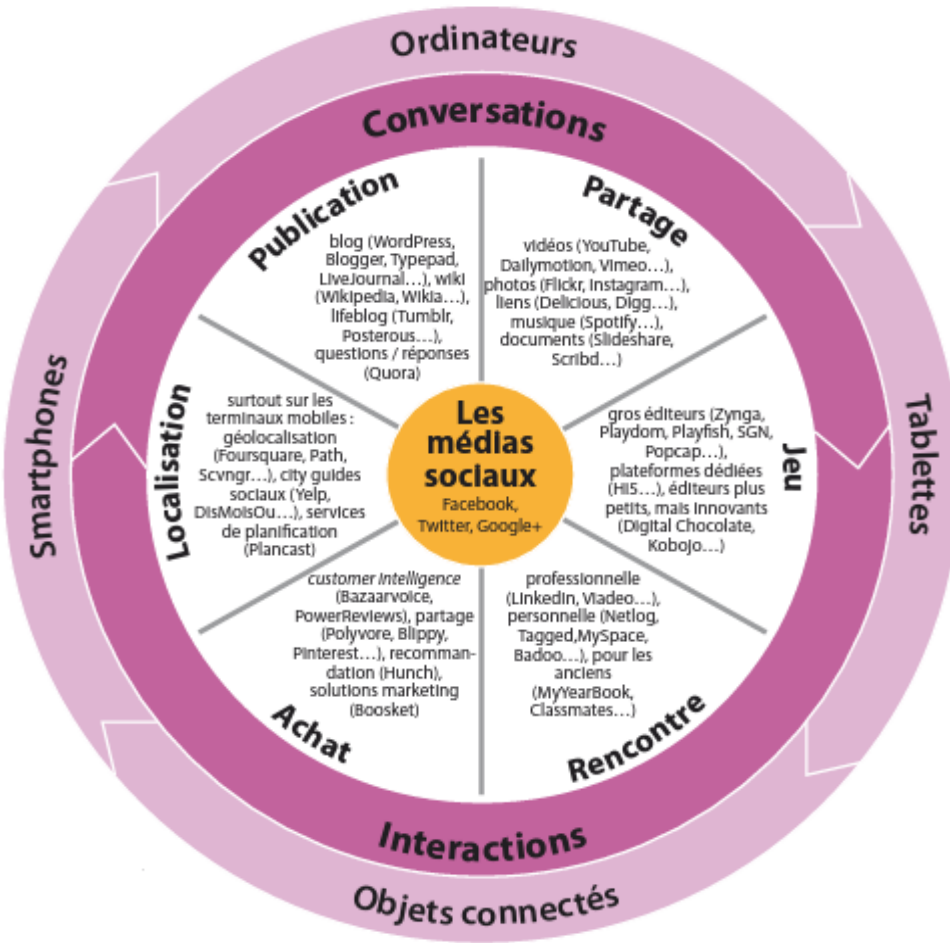 Ordinateurs
Conversations
Publication
blog (WordPress,
Blogger, Typepad,
LiveJournal…), wiki
(Wikipedia, Wikia…),
lifeblog (Tumblr,
Posterous…),
questions / réponses
(Quora)
Partage
vidéos (YouTube,
Dailymotion, Vimeo…),
photos (Flickr, Instagram…),
liens (Delicious, Digg…),
musique (Spotify…),
documents (Slideshare,
Scribd…)
Smartphones
Localisation
surtout sur les
terminaux mobiles :
géolocalisation
(Foursquare, Path,
Scvngr…), city guides
sociaux (Yelp,
DisMoisOu…), services
de planification
(Plancast)
Les
médias
sociaux
Facebook,
Twitter, Google+
gros éditeurs (Zynga,
Playdom, Playfish, SGN,
Popcap…),
plateformes dédiées
(Hi5…), éditeurs plus
petits, mais innovants
(Digital Chocolate,
Kobojo…)
Jeu
Tablettes
customer intelligence
(Bazaarvoice,
PowerReviews), partage
(Polyvore, Blippy,
Pinterest…), recomman-
dation (Hunch),
solutions marketing
(Boosket)
Achat
professionnelle
(LinkedIn, Viadeo…),
personnelle (Netlog,
Tagged,MySpace,
Badoo…), pour les
anciens
(MyYearBook,
Classmates…)
Rencontre
Interactions
Objets connectés